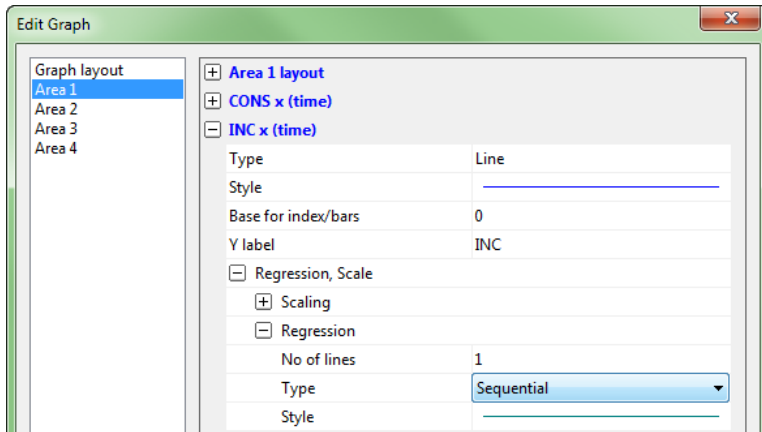 Edit Graph
x
Graph layout
Area 1
Area 2
Area 3
Area 4
Area 1 layout
CONS x (time)
INC x (time)
Type Line
Style
Base for index/bars 0
Y label INC
Regression, Scale
Scaling
Regression
No of lines 1
Type Sequential
Style